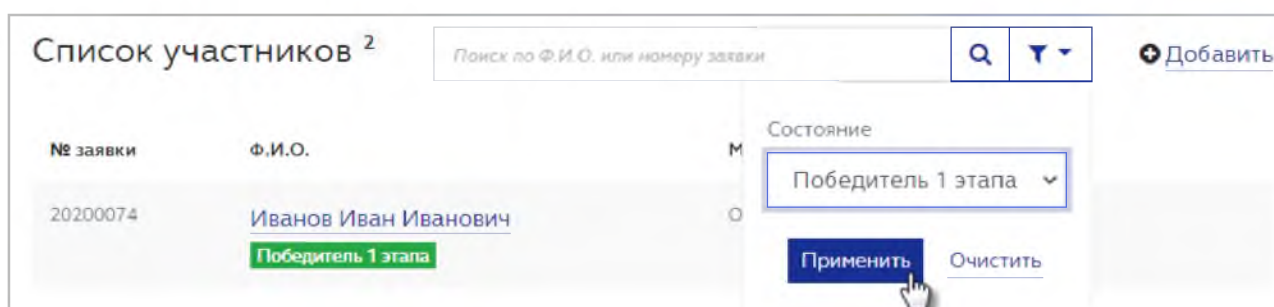 Список участников 2
Поиск по Ф.И.О. или номеру заявки
Добавить
Состояние
№ заявки Ф.И.О. М
Победитель 1 этапа
20200074 Иванов Иван Иванович О
Победитель 1 этапа
Применить Очистить